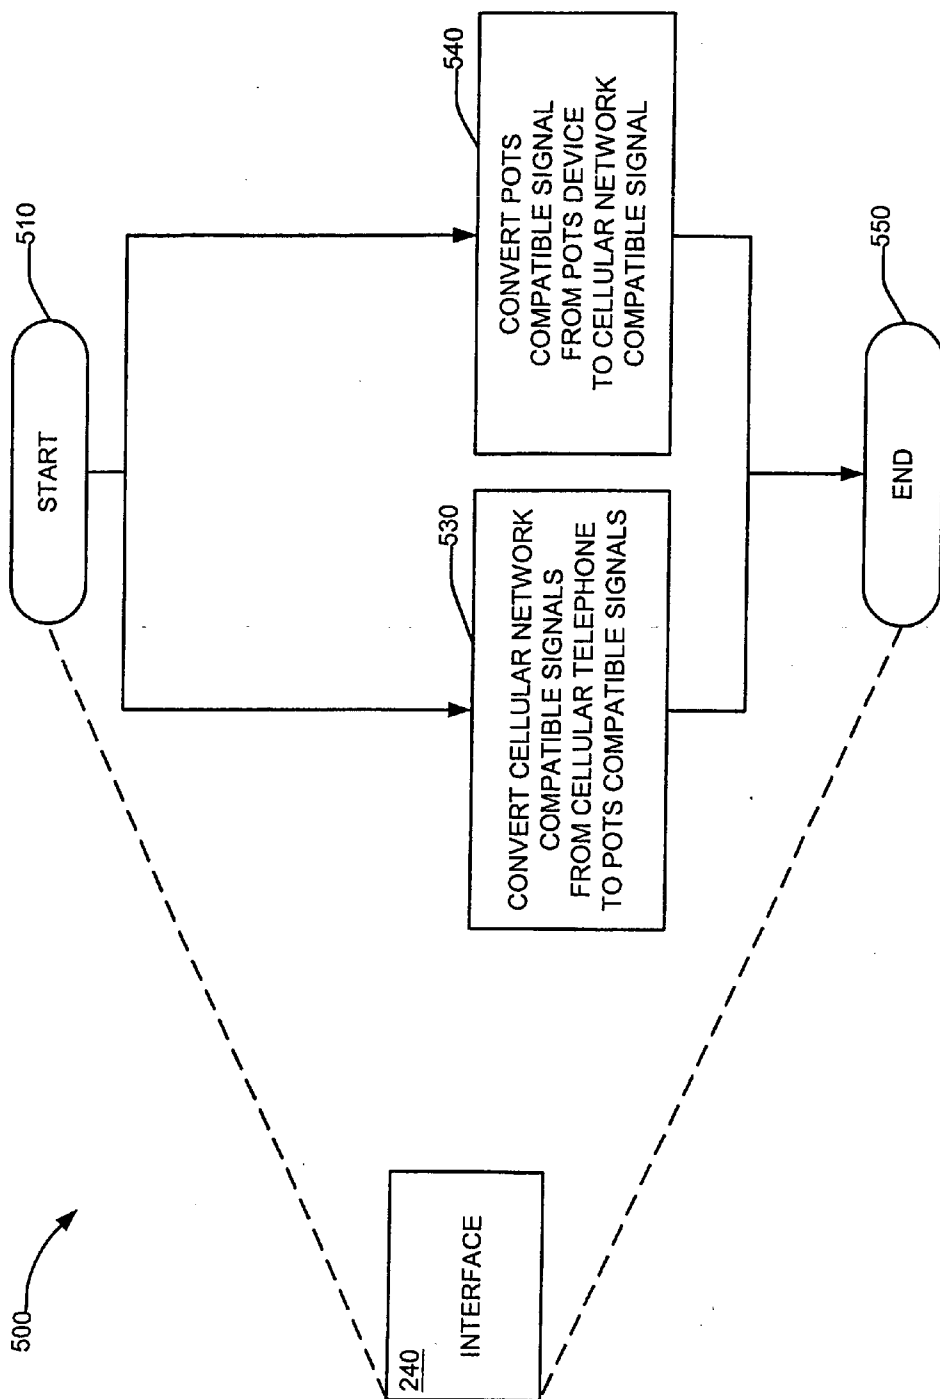 500
240
INTERFACE
START
510
CONVERT CELLULAR NETWORK
COMPATIBLE SIGNALS
FROM CELLULAR TELEPHONE
TO POTS COMPATIBLE SIGNALS
530
CONVERT POTS
COMPATIBLE SIGNAL
FROM POTS DEVICE
TO CELLULAR NETWORK
COMPATIBLE SIGNAL
540
END
550